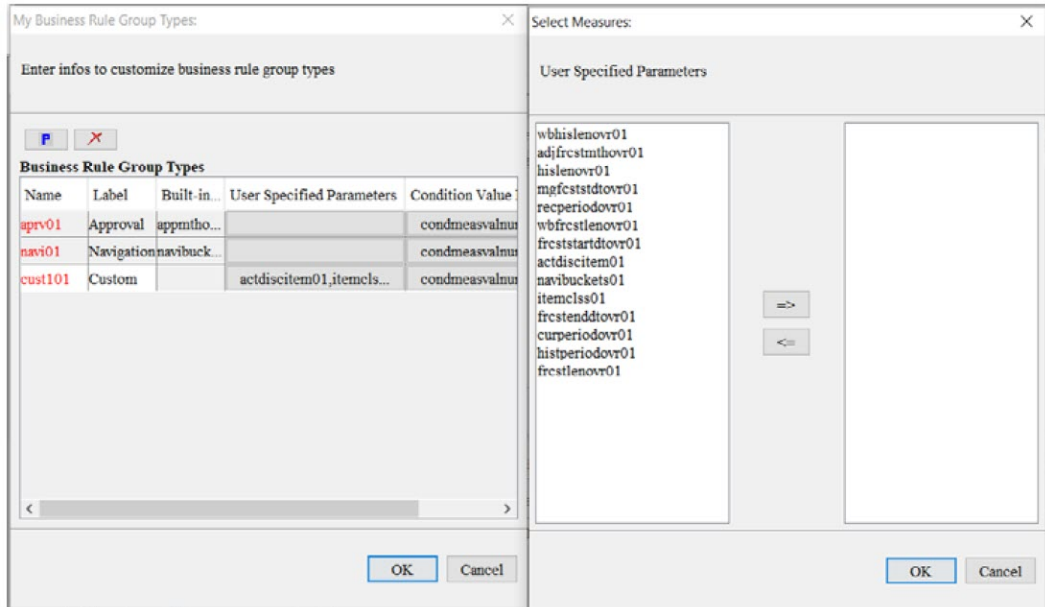 My Business Rule Group Types:
Enter infos to customize business rule group types
P
Business Rule Group Types
Name Label Built-in... User Specified Parameters Condition Value
aprv01 Approval appmtho... condmeasvalnu
navi01 Navigation navibuck... condmeasvalnu
cust101 Custom actdiscitem01,itemcls... condmeasvalnu
OK Cancel
Select Measures:
User Specified Parameters
wbhislenovr01
adjfrcstmthovr01
hislenovr01
mgfcststdtovr01
recperiodovr01
wbfrcstlenovr01
frcststartdtovr01
actdiscitem01
navibuckets01
itemclss01
frcstenddtovr01
curperiodovr01
histperiodovr01
frcstlenovr01
=>
<=
OK Cancel